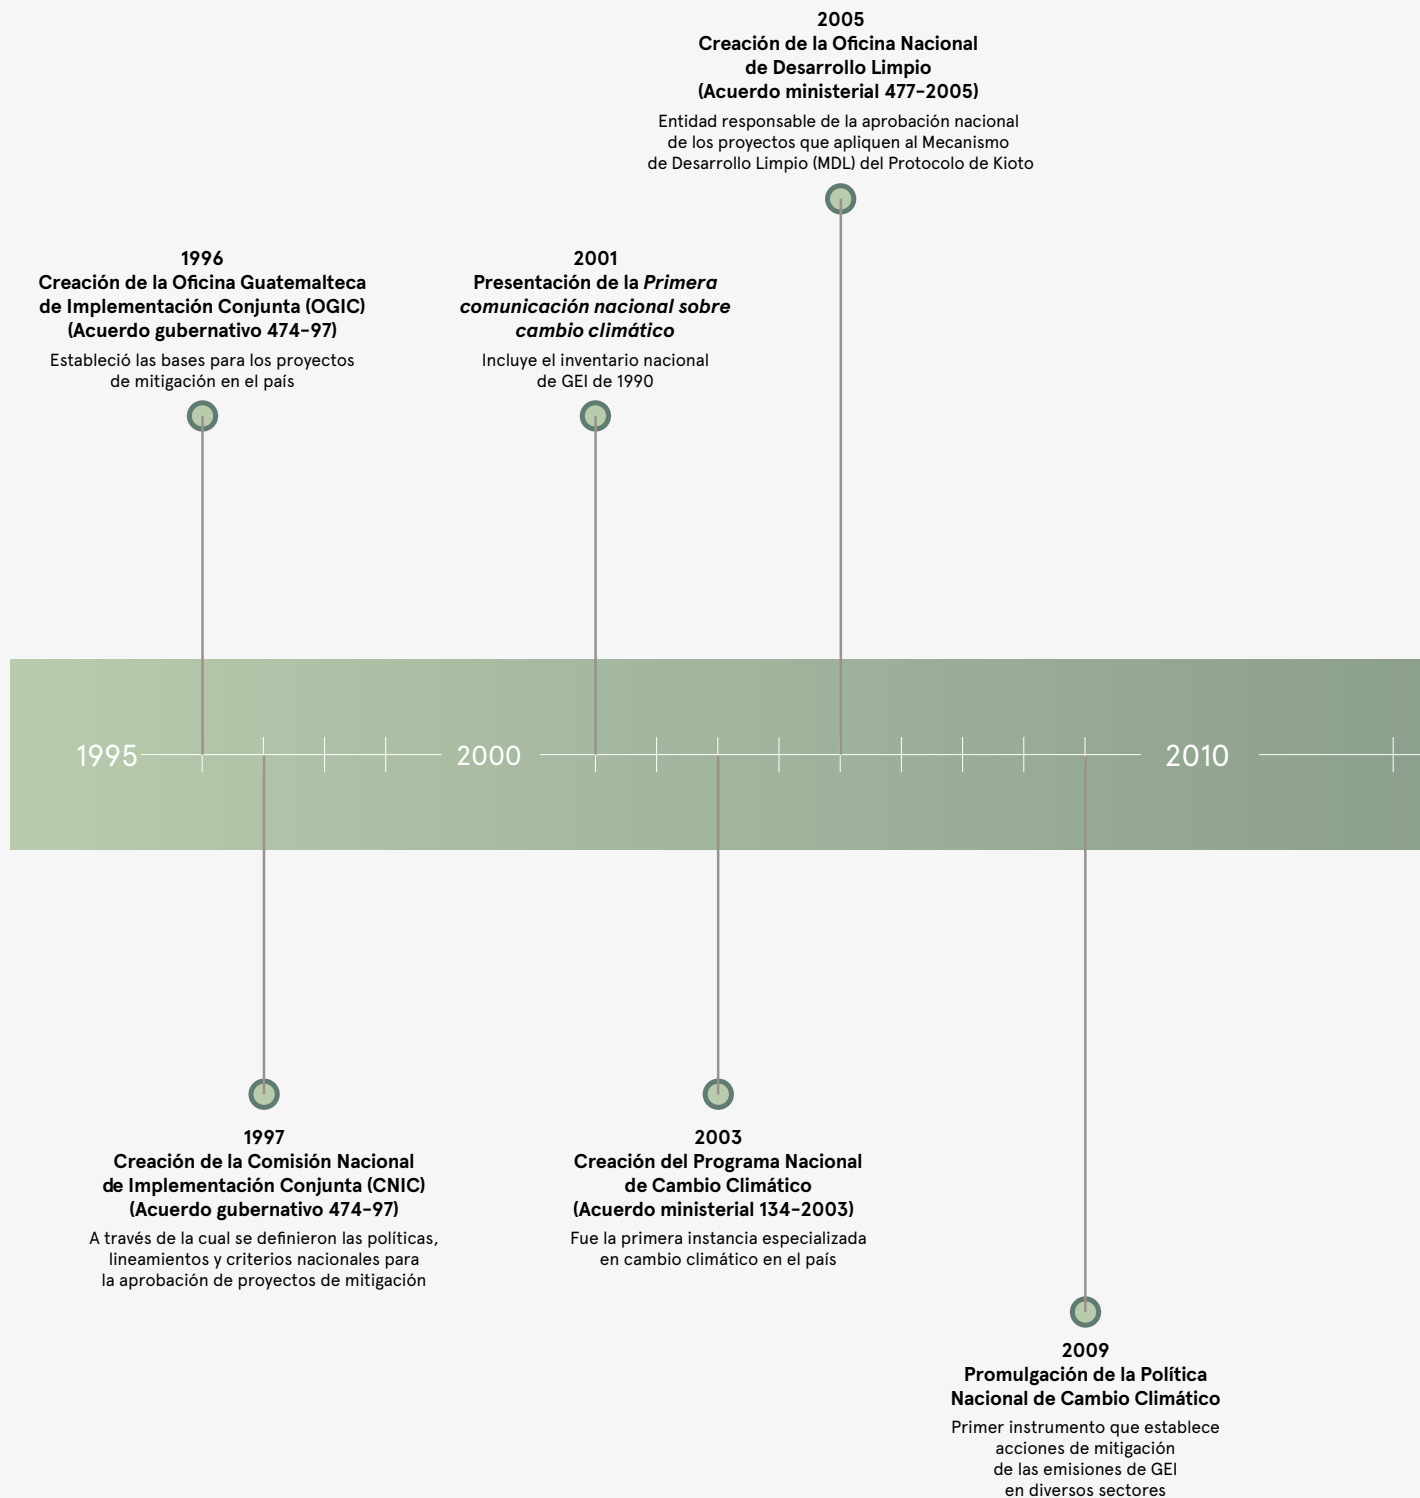 2005
Creación de la Oficina Nacional
de Desarrollo Limpio
(Acuerdo ministerial 477-2005)
Entidad responsable de la aprobación nacional
de los proyectos que apliquen al Mecanismo
de Desarrollo Limpio (MDL) del Protocolo de Kioto
1996
Creación de la Oficina Guatemalteca
de Implementación Conjunta (OGIC)
(Acuerdo gubernativo 474-97)
Estableció las bases para los proyectos
de mitigación en el país
2001
Presentación de la Primera
comunicación nacional sobre
cambio climático
Incluye el inventario nacional
de GEI de 1990
1995
2000
2010
1997
Creación de la Comisión Nacional
de Implementación Conjunta (CNIC)
(Acuerdo gubernativo 474-97)
A través de la cual se definieron las políticas,
lineamientos y criterios nacionales para
la aprobación de proyectos de mitigación
2003
Creación del Programa Nacional
de Cambio Climático
(Acuerdo ministerial 134-2003)
Fue la primera instancia especializada
en cambio climático en el país
2009
Promulgación de la Política
Nacional de Cambio Climático
Primer instrumento que establece
acciones de mitigación
de las emisiones de GEI
en diversos sectores